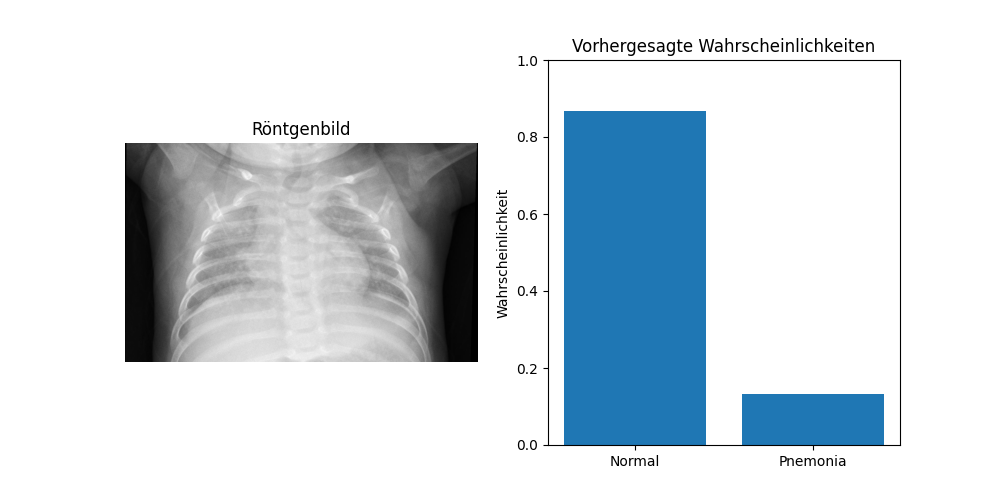 Röntgenbild
Vorhergesagte Wahrscheinlichkeiten
Wahrscheinlichkeit
1.0
0.8
0.6
0.4
0.2
0.0
Normal
Pnemonia